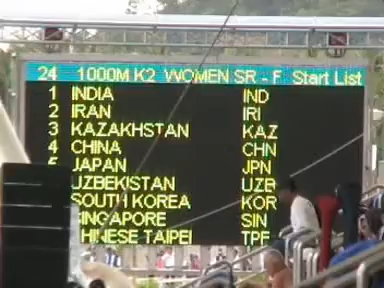 24 1000M K2 WOMEN SR - F. Start List
1 INDIA IND
2 IRAN IRI
3 KAZAKHSTAN KAZ
4 CHINA CHN
5 JAPAN JPN
UZBEKISTAN UZB
SOUTH KOREA KOR
SINGAPORE SIN
CHINESE TAIPEI TPE